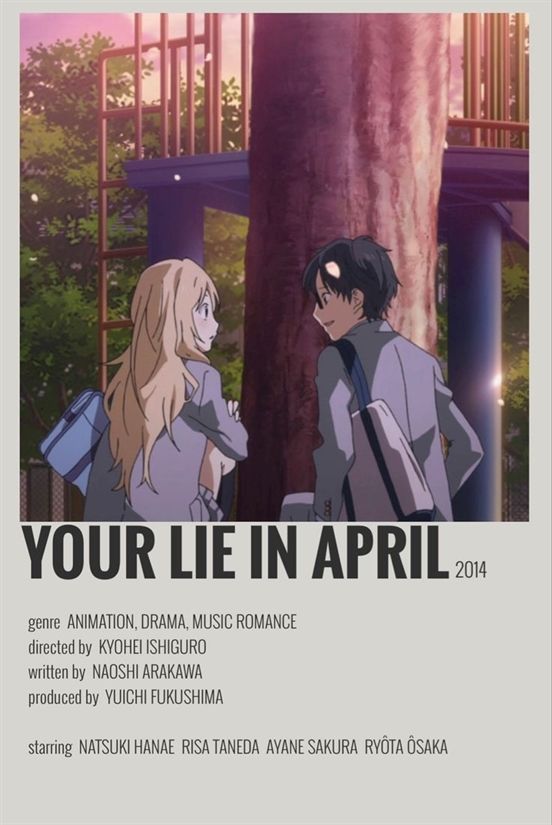 YOUR LIE IN APRIL 2014
genre ANIMATION, DRAMA, MUSIC ROMANCE
directed by KYOHEI ISHIGURO
written by NAOSHI ARAKAWA
produced by YUICHI FUKUSHIMA
starring NATSUKI HANAE RISA TANEDA AYANE SAKURA RYÔTA ÔSAKA